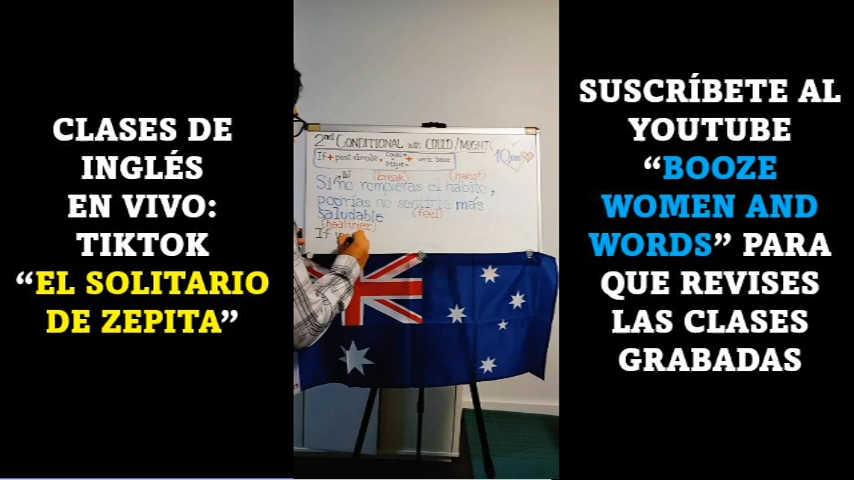 CLASES DE
INGLÉS
EN VIVO:
TIKTOK
“EL SOLITARIO
DE ZEPITA”
2nd CONDITIONAL with COULD/MIGHT
If + past simple, + could/might + verb base
10
(break) (habit)
Si no rompieras el hábito,
podrías no sentirte más
saludable (feel)
(healthier)
If
SUSCRÍBETE AL
YOUTUBE
“BOOZE
WOMEN AND
WORDS” PARA
QUE REVISES
LAS CLASES
GRABADAS